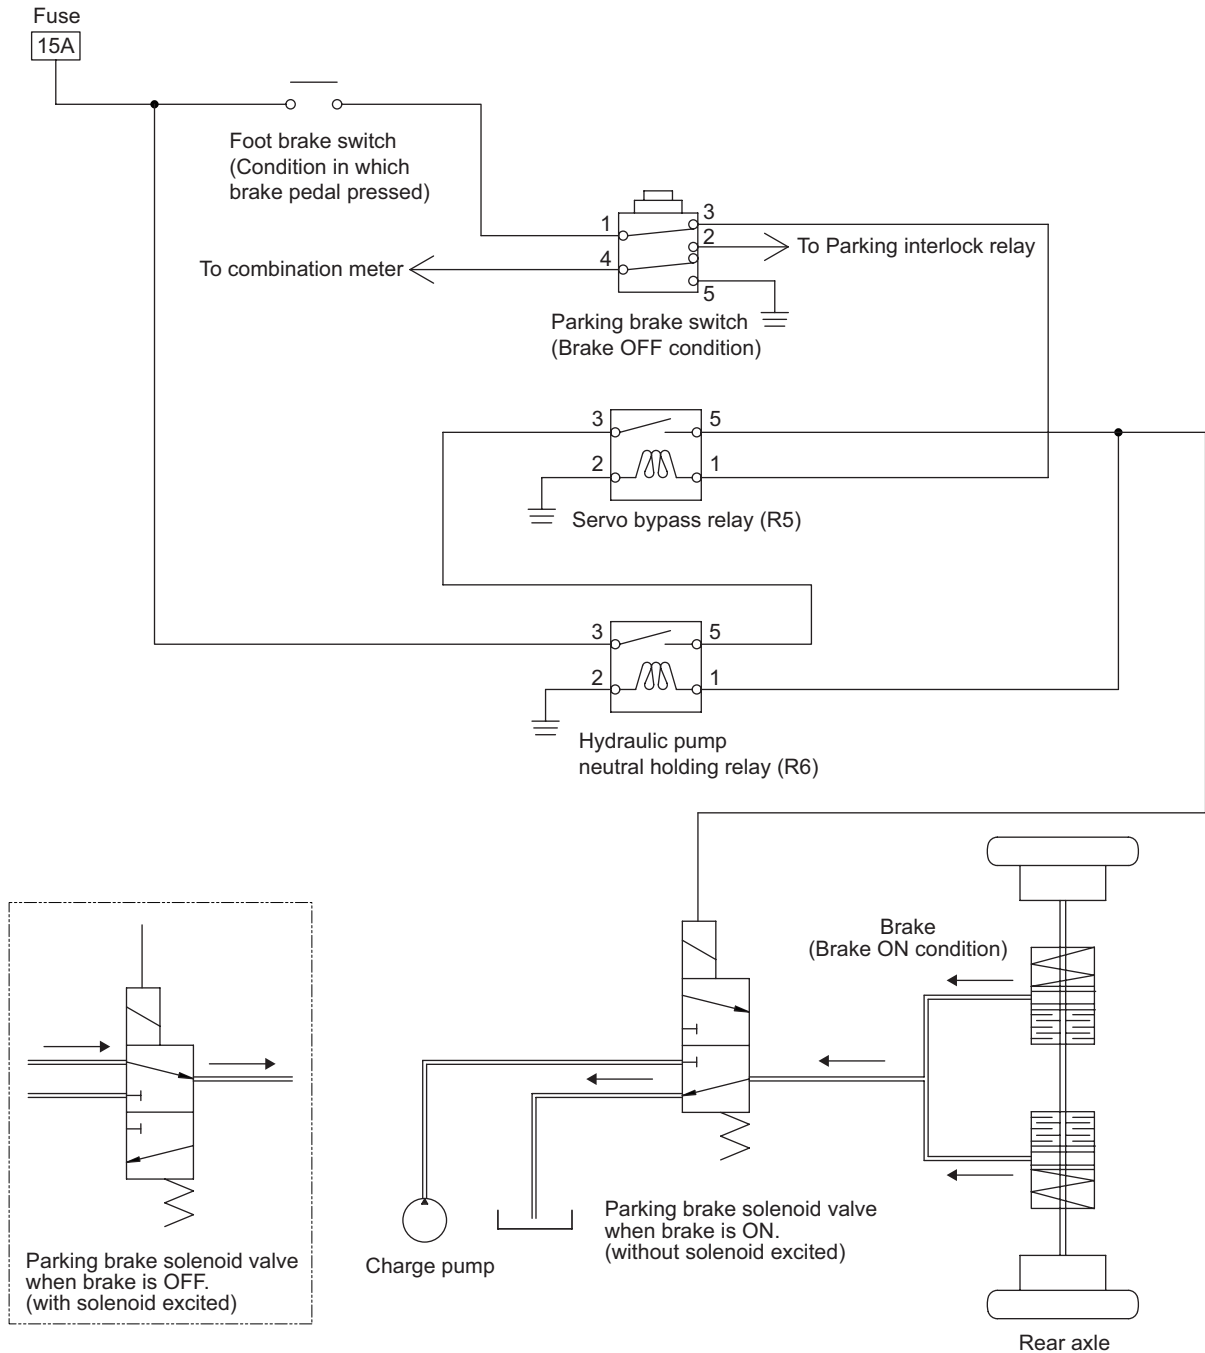 Fuse
15A
Foot brake switch
(Condition in which
brake pedal pressed)
1
3
2
To Parking interlock relay
To combination meter
4
5
Parking brake switch
(Brake OFF condition)
3
5
2
1
Servo bypass relay (R5)
3
5
2
1
Hydraulic pump
neutral holding relay (R6)
Brake
(Brake ON condition)
Parking brake solenoid valve
when brake is ON.
(without solenoid excited)
Charge pump
Parking brake solenoid valve
when brake is OFF.
(with solenoid excited)
Rear axle